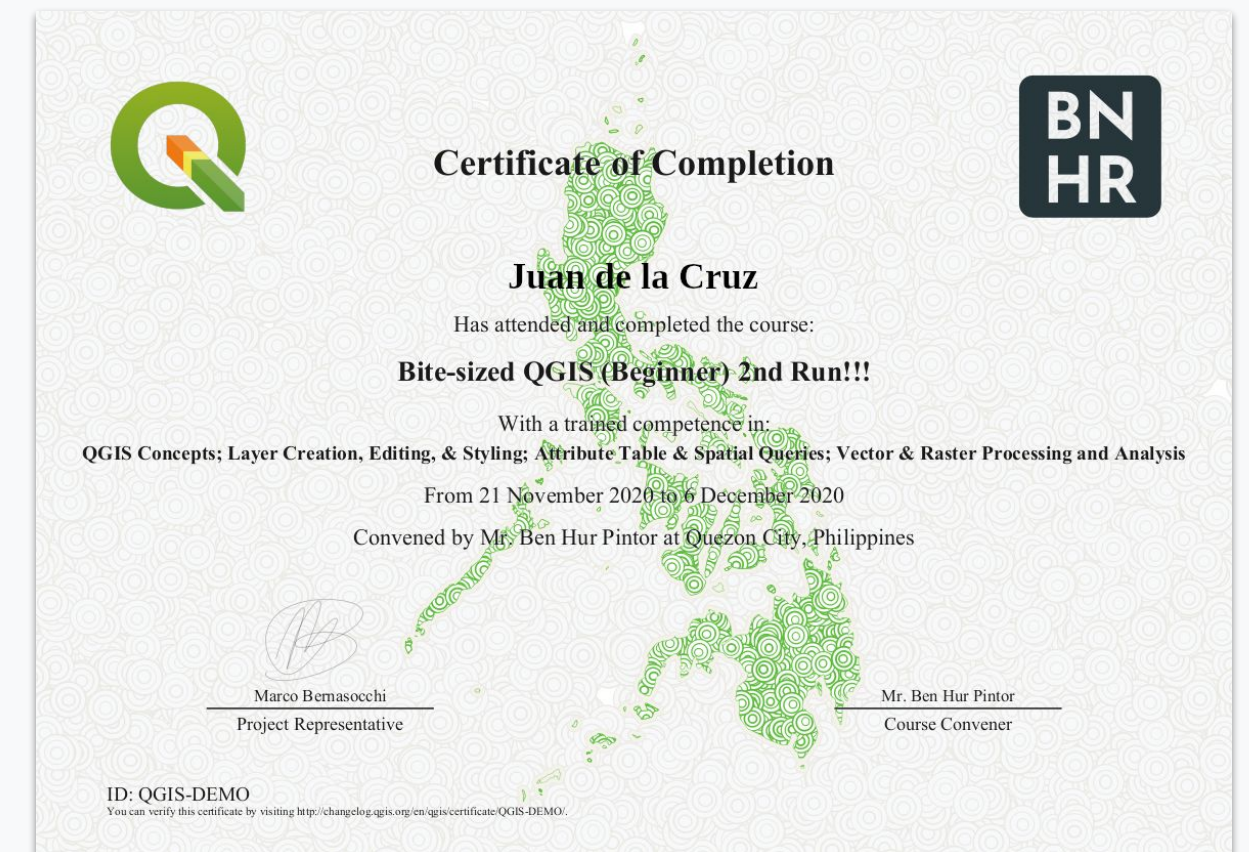 BN
HR
Certificate of Completion
Juan de la Cruz
Has attended and completed the course:
Bite-sized QGIS (Beginner) 2nd Run!!!
With a trained competence in:
QGIS Concepts; Layer Creation, Editing, & Styling; Attribute Table & Spatial Queries; Vector & Raster Processing and Analysis
From 21 November 2020 to 6 December 2020
Convened by Mr. Ben Hur Pintor at Quezon City, Philippines
Marco Bernasocchi
Project Representative
Mr. Ben Hur Pintor
Course Convener
ID: QGIS-DEMO
You can verify this certificate by visiting http://changelog.qgis.org/en/qgis/certificate/QGIS-DEMO/.